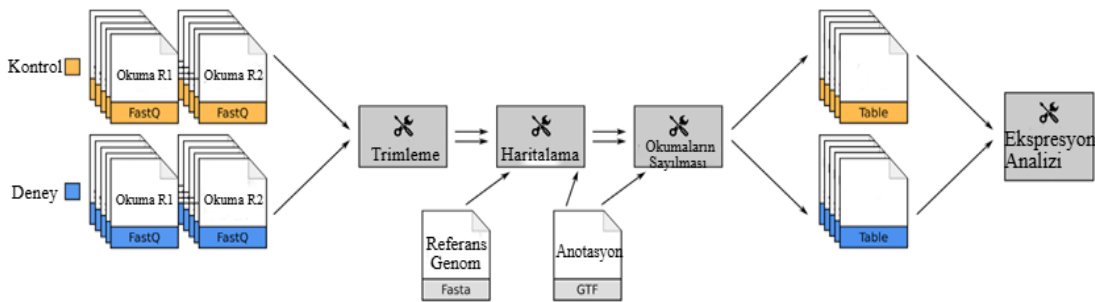 Kontrol
Okuma R1
Okuma R2
FastQ
FastQ
Deney
Okuma R1
Okuma R2
FastQ
FastQ
Trimleme
Haritalama
Okumaların
Sayılması
Referans
Genom
Fasta
Anotasyon
GTF
Table
Table
Ekspresyon
Analizi